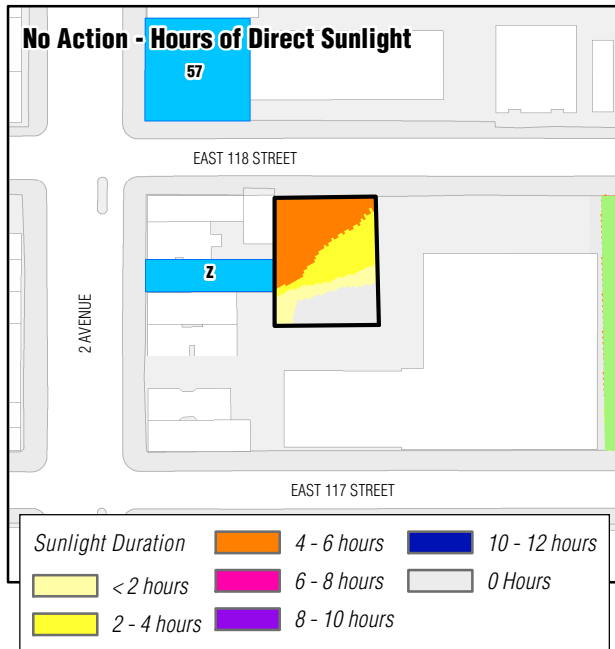 No Action - Hours of Direct Sunlight
57
EAST 118 STREET
Z
2 AVENUE
EAST 117 STREET
Sunlight Duration
< 2 hours
2 - 4 hours
4 - 6 hours
6 - 8 hours
8 - 10 hours
10 - 12 hours
0 Hours